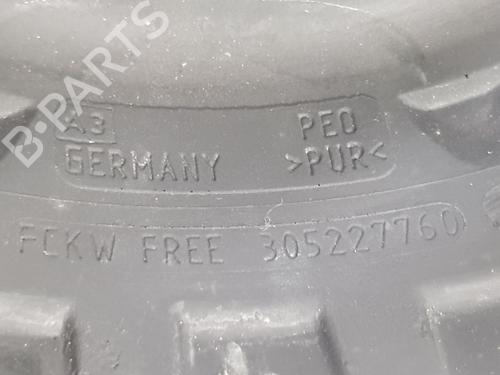 B-PARTS
A3 PEO
GERMANY >PUR<
FCKW FREE 305227760